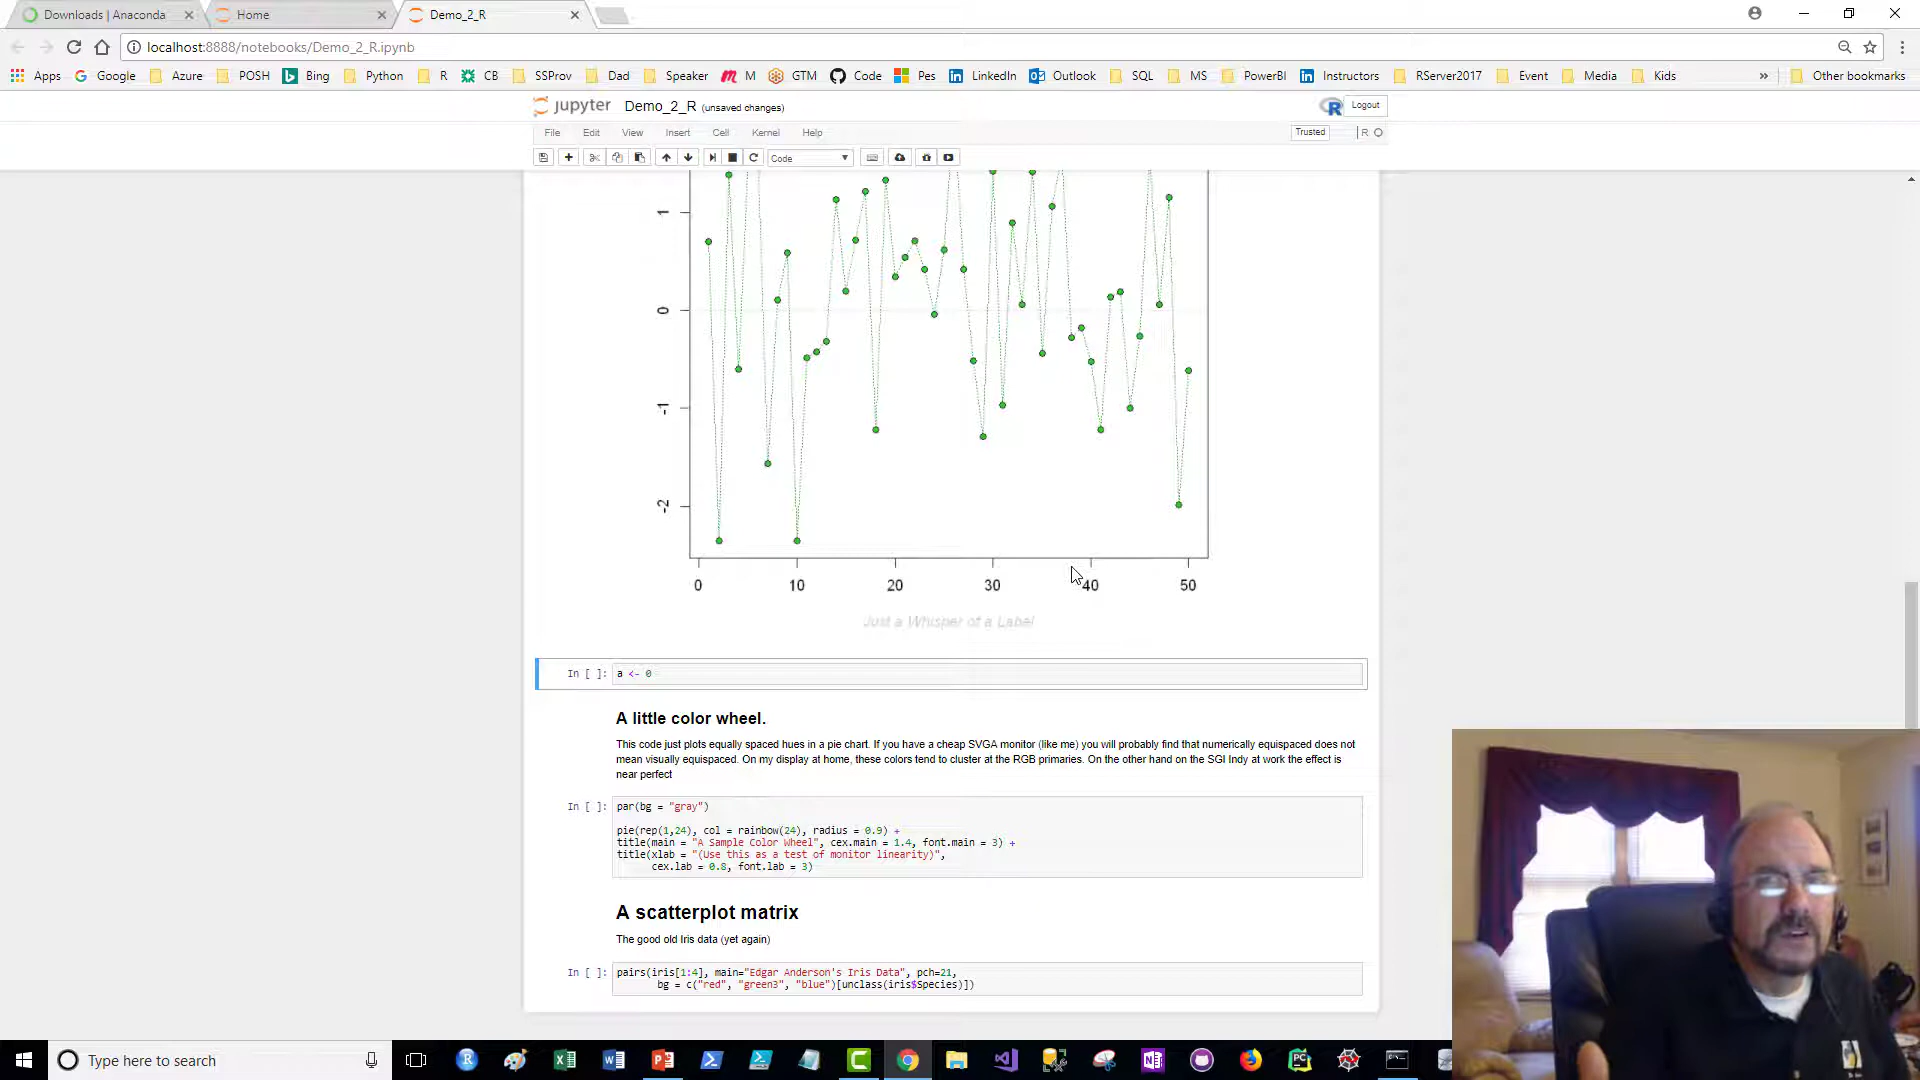 Downloads | Anaconda
Home
Demo_2_R
localhost:8888/notebooks/Demo_2_R.ipynb
Apps Google Azure POSH Bing Python R CB SSProv Dad Speaker M GTM Code Pes LinkedIn Outlook SQL MS PowerBI Instructors RServer2017 Event Media Kids » Other bookmarks
jupyter Demo_2_R (unsaved changes) R Logout
File Edit View Insert Cell Kernel Help Trusted R
Code
1
0
-1
-2
0 10 20 30 40 50
Just a Whisper of a Label
In [ ]: a <- 0
A little color wheel.
This code just plots equally spaced hues in a pie chart. If you have a cheap SVGA monitor (like me) you will probably find that numerically equispaced does not
mean visually equispaced. On my display at home, these colors tend to cluster at the RGB primaries. On the other hand on the SGI Indy at work the effect is
near perfect
In [ ]: par(bg = "gray")
pie(rep(1,24), col = rainbow(24), radius = 0.9) +
title(main = "A Sample Color Wheel", cex.main = 1.4, font.main = 3) +
title(xlab = "(Use this as a test of monitor linearity)",
cex.lab = 0.8, font.lab = 3)
A scatterplot matrix
The good old Iris data (yet again)
In [ ]: pairs(iris[1:4], main="Edgar Anderson's Iris Data", pch=21,
bg = c("red", "green3", "blue")[unclass(iris$Species)])
Type here to search